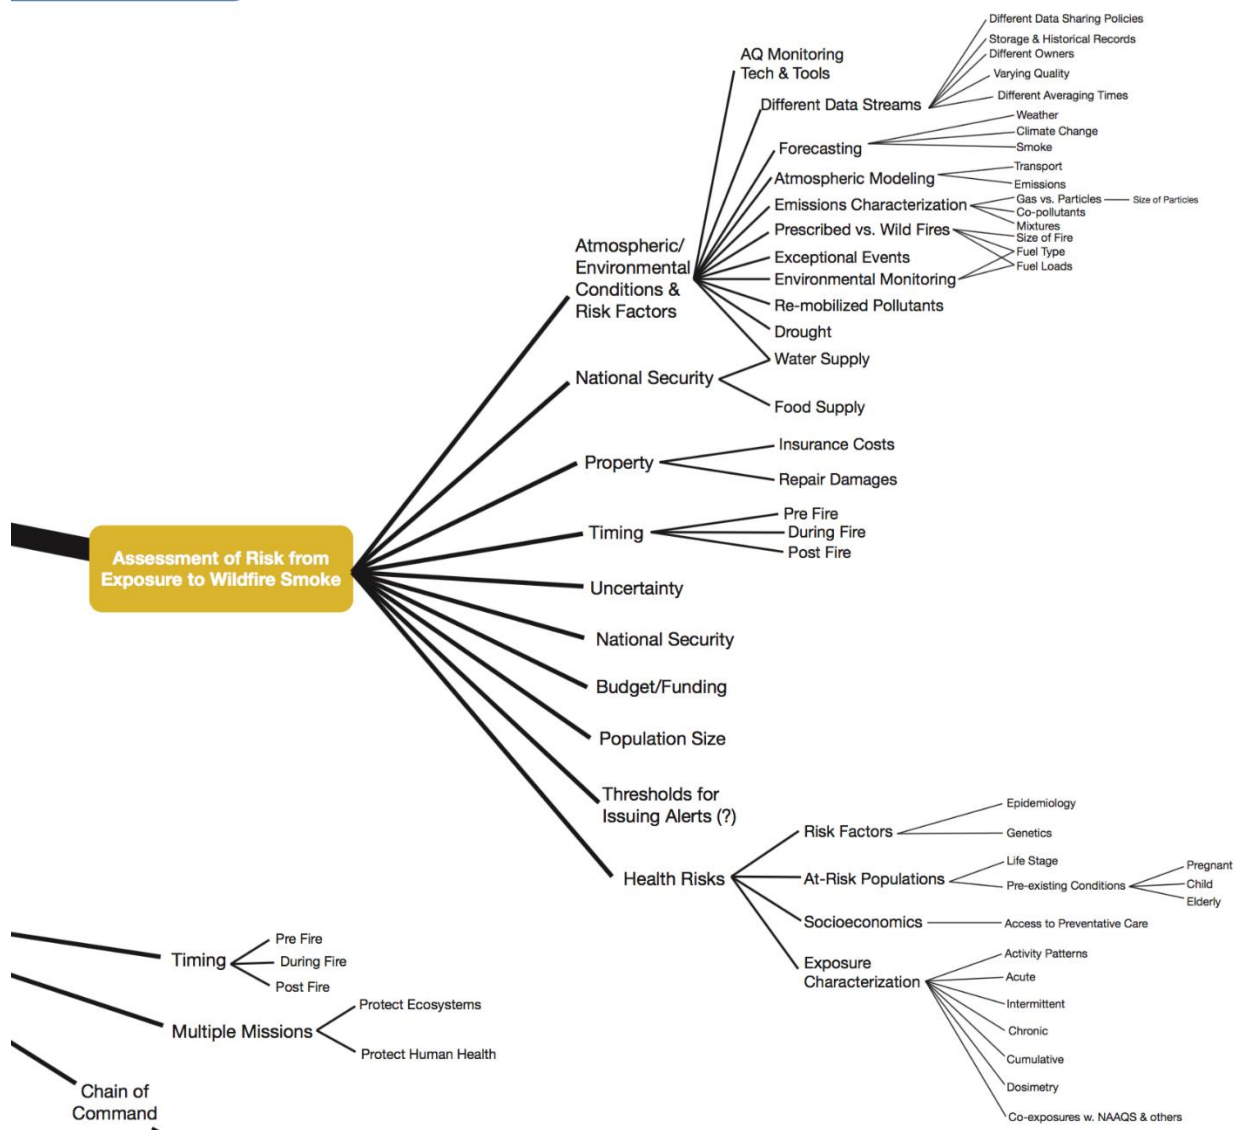 Different Data Sharing Policies
Storage & Historical Records
Different Owners
Varying Quality
Different Averaging Times
AQ Monitoring
Tech & Tools
Different Data Streams
Weather
Climate Change
Smoke
Forecasting
Transport
Emissions
Atmospheric Modeling
Gas vs. Particles
Size of Particles
Co-pollutants
Mixtures
Emissions Characterization
Size of Fire
Fuel Type
Fuel Loads
Prescribed vs. Wild Fires
Exceptional Events
Environmental Monitoring
Re-mobilized Pollutants
Drought
Water Supply
Food Supply
Atmospheric/
Environmental
Conditions &
Risk Factors
National Security
Property
Insurance Costs
Repair Damages
Timing
Pre Fire
During Fire
Post Fire
Assessment of Risk from
Exposure to Wildfire Smoke
Uncertainty
National Security
Budget/Funding
Population Size
Thresholds for
Issuing Alerts (?)
Health Risks
Risk Factors
Epidemiology
Genetics
At-Risk Populations
Life Stage
Pre-existing Conditions
Pregnant
Child
Elderly
Socioeconomics
Access to Preventative Care
Exposure
Characterization
Activity Patterns
Acute
Intermittent
Chronic
Cumulative
Dosimetry
Co-exposures w. NAAQS & others
Timing
Pre Fire
During Fire
Post Fire
Multiple Missions
Protect Ecosystems
Protect Human Health
Chain of
Command